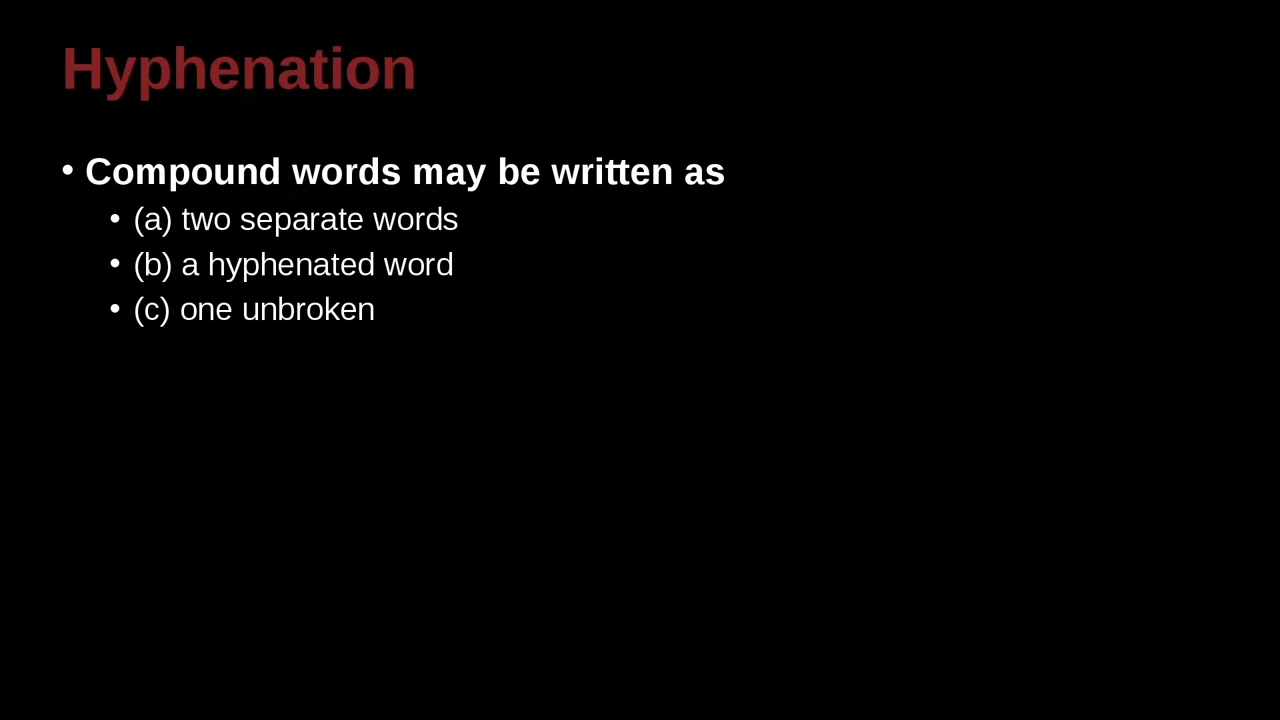 Hyphenation
• Compound words may be written as
• (a) two separate words
• (b) a hyphenated word
• (c) one unbroken